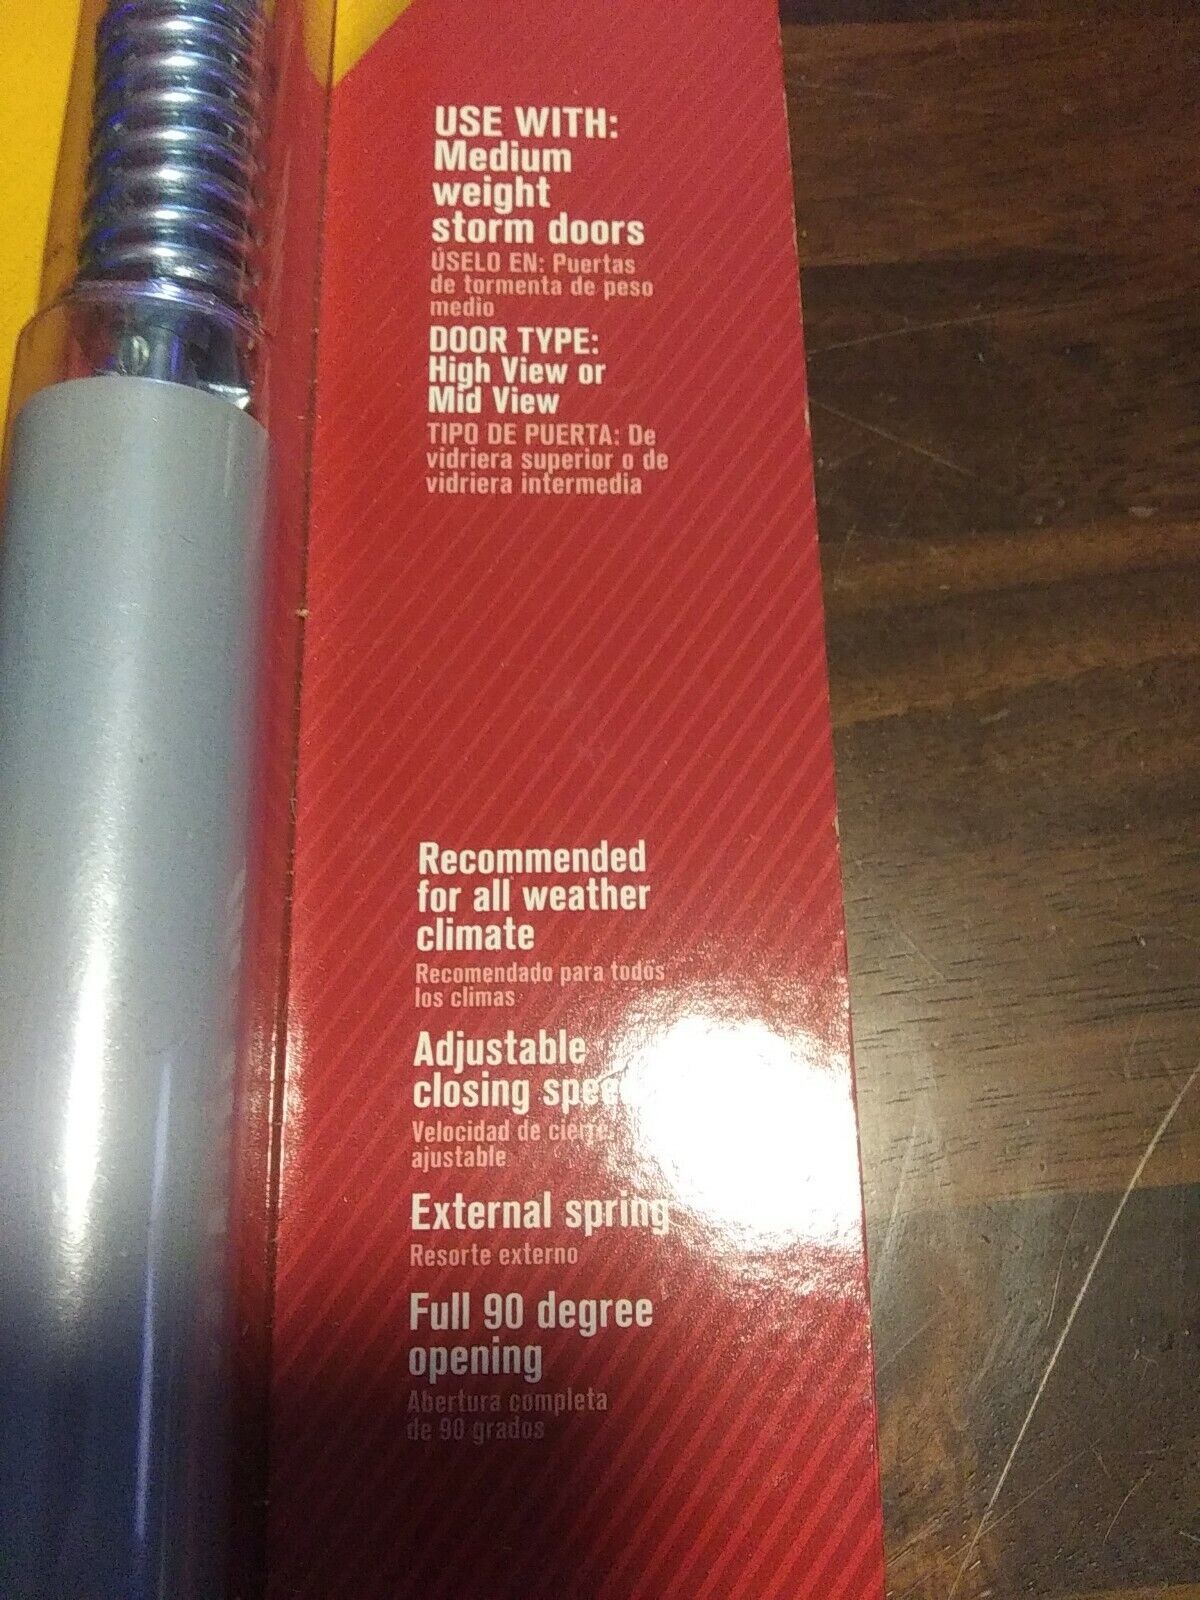 USE WITH:
Medium
weight
storm doors
ÚSELO EN: Puertas
de tormenta de peso
medio
DOOR TYPE:
High View or
Mid View
TIPO DE PUERTA: De
vidriera superior o de
vidriera intermedia
Recommended
for all weather
climate
Recomendado para todos
los climas
Adjustable
closing
Velocidad de cierre
ajustable
External spring
Resorte externo
Full 90 degree
opening
Abertura completa
de 90 grados